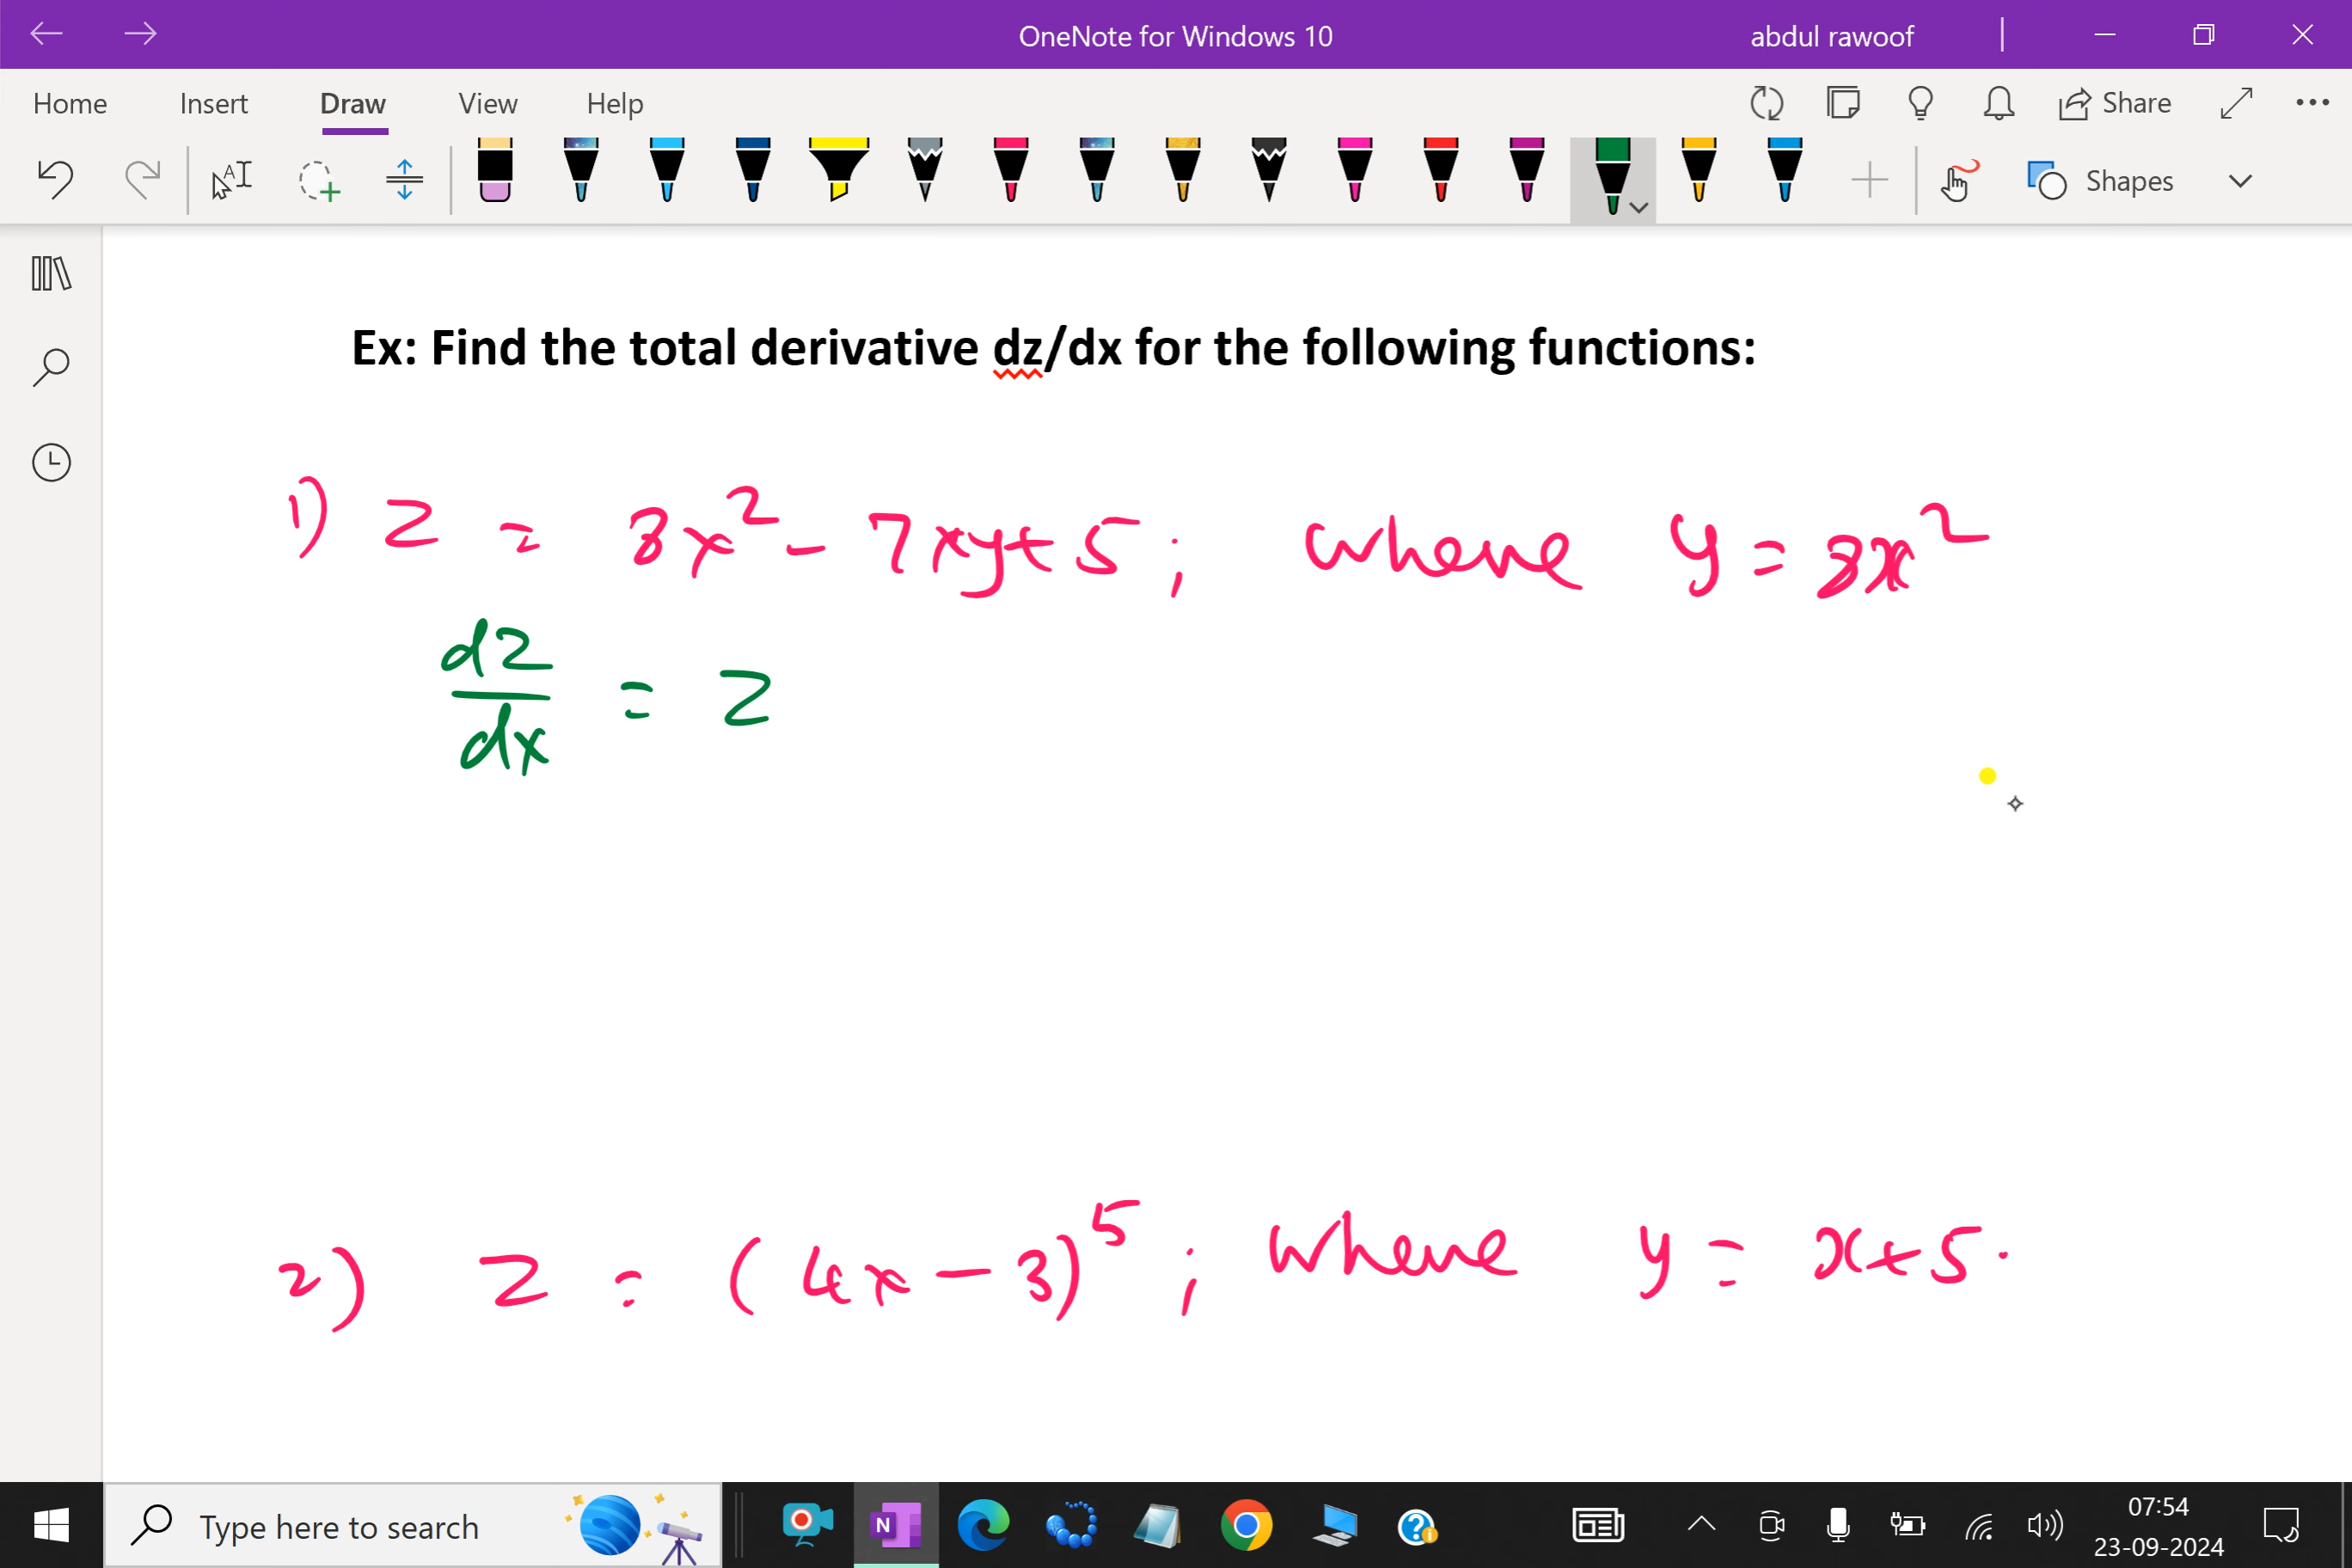 OneNote for Windows 10
abdul rawoof
Home Insert Draw View Help
Share
Shapes
Ex: Find the total derivative dz/dx for the following functions:
1) z = 3x² - 7xy + 5 ; where y = 3x²
dz/dx = z
2) z = (4x - 3)⁵ ; where y = x+5.
Type here to search
07:54
23-09-2024